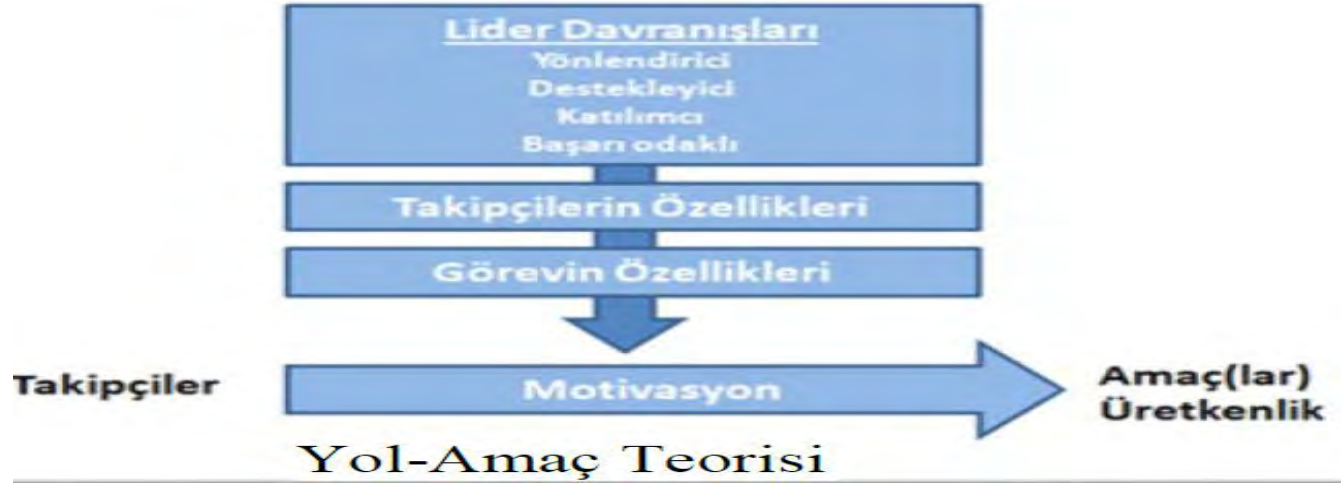 Lider Davranışları
Yönlendirici
Destekleyici
Katılımcı
Başarı odaklı
Takipçilerin Özellikleri
Görevin Özellikleri
Takipçiler
Motivasyon
Amaç(lar)
Üretkenlik
Yol-Amaç Teorisi